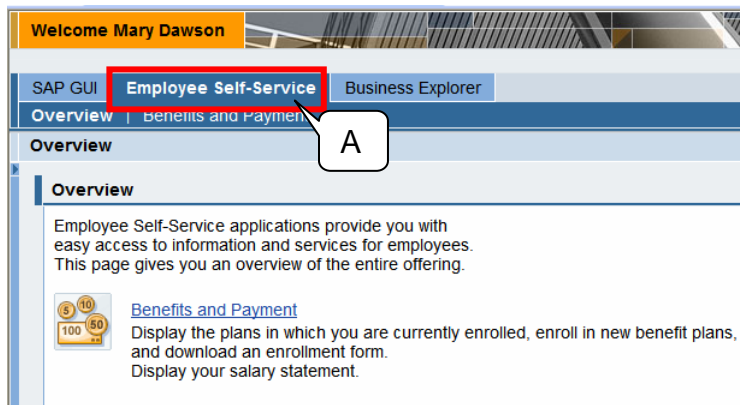 Welcome Mary Dawson
SAP GUI Employee Self-Service Business Explorer
Overview | Benefits and Payment
A
Overview
Overview
Employee Self-Service applications provide you with
easy access to information and services for employees.
This page gives you an overview of the entire offering.
5 10
100 50
Benefits and Payment
Display the plans in which you are currently enrolled, enroll in new benefit plans,
and download an enrollment form.
Display your salary statement.